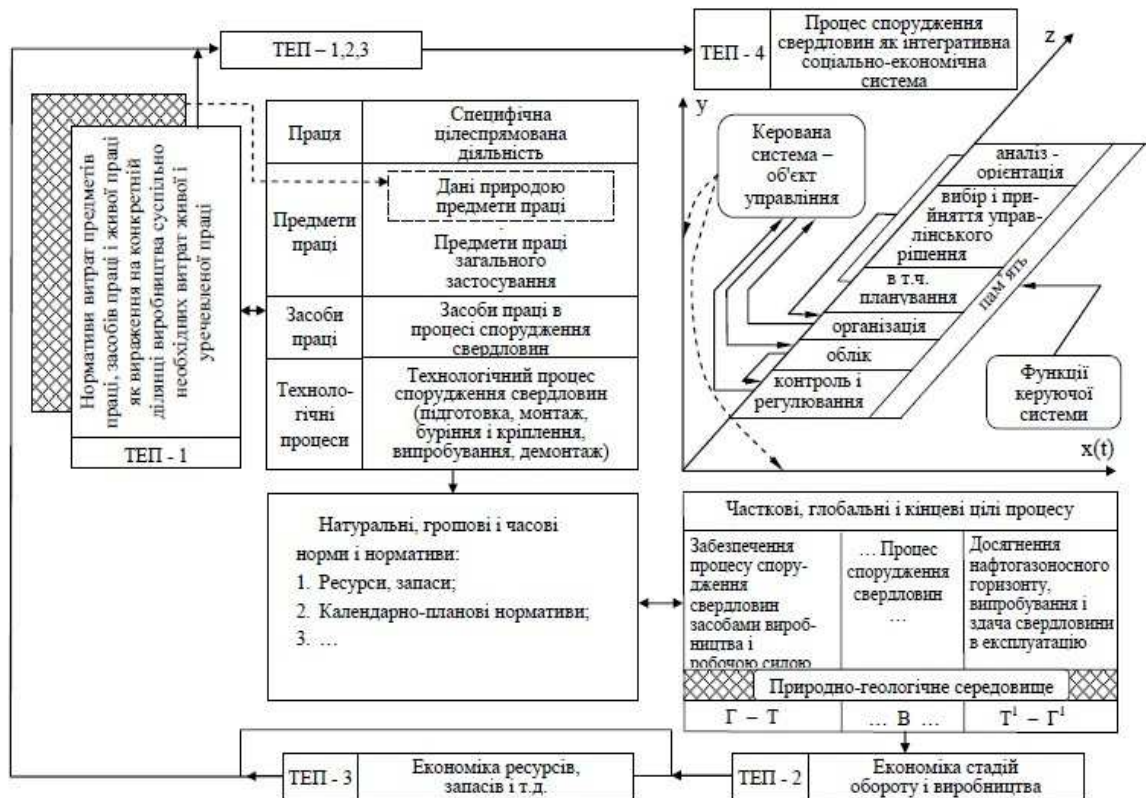 ТЕП – 1,2,3
ТЕП - 4
Процес спорудження
свердловин як інтегративна
соціально-економічна
система
z
y
Нормативи витрат предметів
праці, засобів праці і живої праці
як вираження на конкретній
ділянці виробництва суспільно
необхідних витрат живої і
уречевленої праці
ТЕП - 1
Праця
Специфічна
цілеспрямована
діяльність
Предмети
праці
Дані природою
предмети праці
Предмети праці
загального
застосування
Засоби
праці
Засоби праці в
процесі спорудження
свердловин
Техноло-
гічні
процеси
Технологічний процес
спорудження свердловин
(підготовка, монтаж,
буріння і кріплення,
випробування, демонтаж)
Керована
система –
об'єкт
управління
аналіз -
орієнтація
вибір і при-
йняття управ-
лінського
рішення
в т.ч.
планування
організація
облік
контроль і
регулювання
пам'ять
Функції
керуючої
системи
x(t)
Натуральні, грошові і часові
норми і нормативи:
1. Ресурси, запаси;
2. Календарно-планові нормативи;
3. …
Часткові, глобальні і кінцеві цілі процесу
Забезпечення
процесу спору-
дження
свердловин
засобами вироб-
ництва і
робочою силою
… Процес
спорудження
свердловин
…
Досягнення
нафтогазоносного
горизонту,
випробування і
здача свердловини
в експлуатацію
Природно-геологічне середовище
Г – Т
… В …
Т¹ – Г¹
ТЕП - 3
Економіка ресурсів,
запасів і т.д.
ТЕП - 2
Економіка стадій
обороту і виробництва